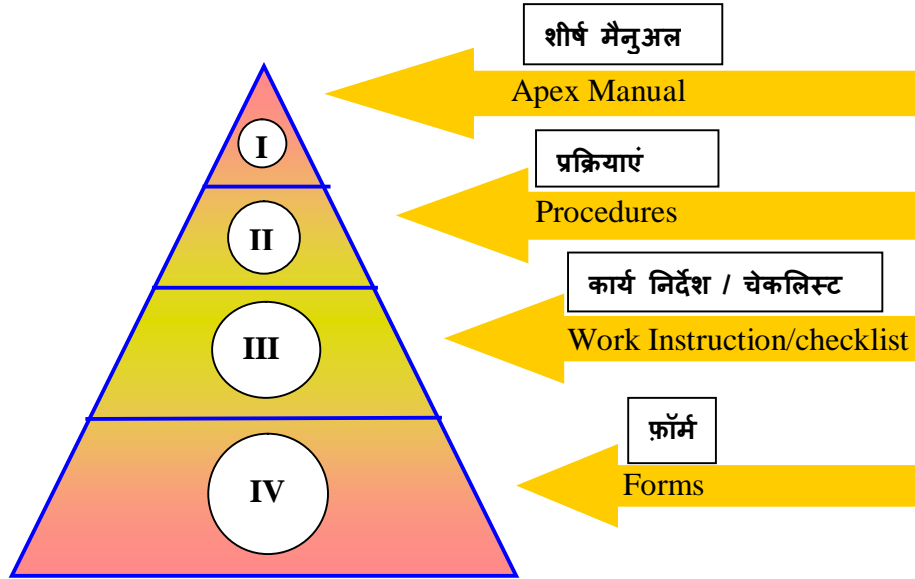 शीर्ष मैनुअल
Apex Manual
I
प्रक्रियाएं
Procedures
II
कार्य निर्देश / चेकलिस्ट
Work Instruction/checklist
III
फ़ॉर्म
Forms
IV